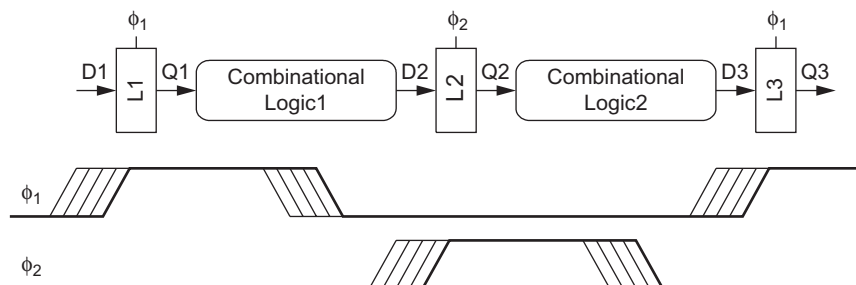 ϕ1 ϕ2 ϕ1
D1 L1 Q1 Combinational Logic1 D2 L2 Q2 Combinational Logic2 D3 L3 Q3
ϕ1
ϕ2